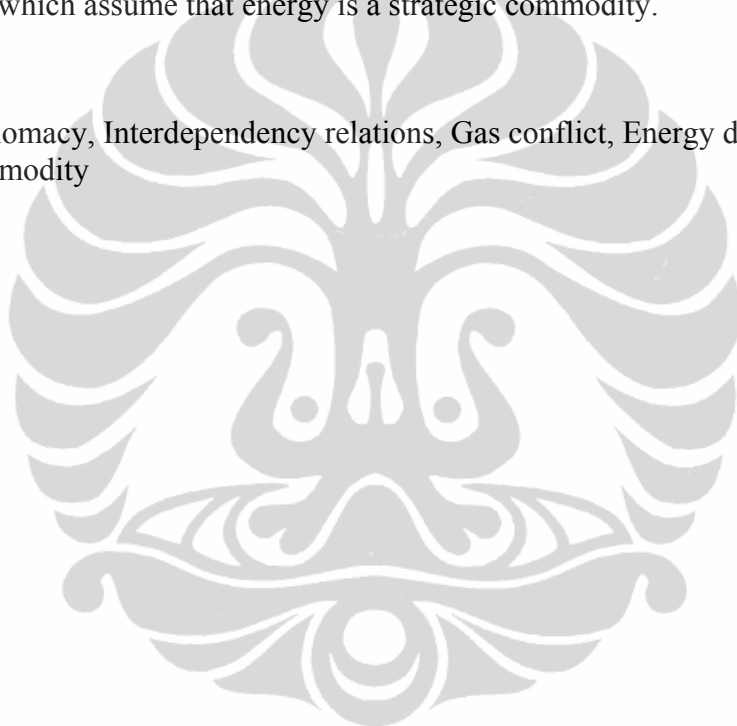 which assume that energy is a strategic commodity.
omacy, Interdependency relations, Gas conflict, Energy d
modity